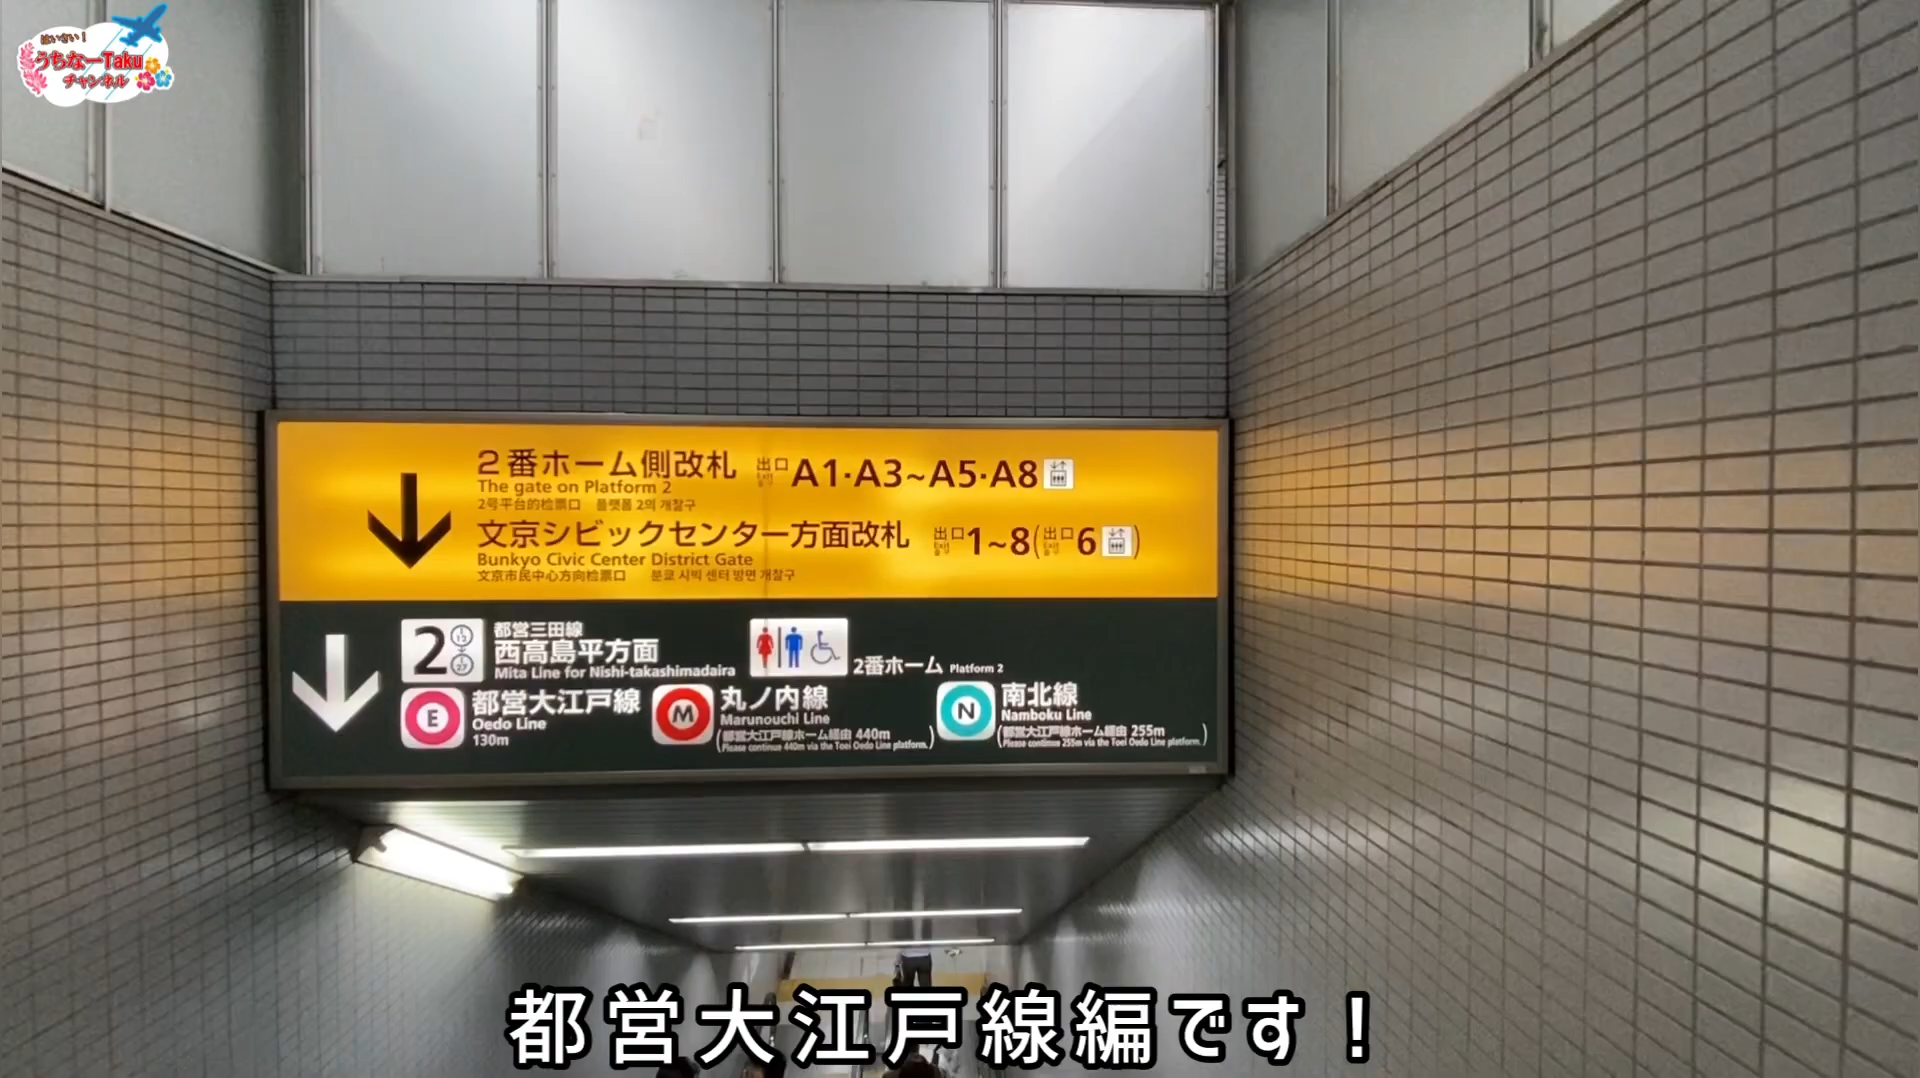 はいさい!
うちなーTaku
チャンネル
2番ホーム側改札 出口 A1·A3~A5·A8
The gate on Platform 2
2号平台的检票口 플랫폼 2의 개찰구
文京シビックセンター方面改札 出口1~8(出口6)
Bunkyo Civic Center District Gate
文京市民中心方向检票口 분쿄 시빅 센터 방면 개찰구
2 I 13 I 27 都営三田線
西高島平方面
Mita Line for Nishi-takashimadaira
2番ホーム Platform 2
E 都営大江戸線
Oedo Line
130m
M 丸ノ内線
Marunouchi Line
(都営大江戸線ホーム経由 440m
Please continue 440m via the Toei Oedo Line platform.)
N 南北線
Namboku Line
(都営大江戸線ホーム経由 255m
Please continue 255m via the Toei Oedo Line platform.)
都営大江戸線編です！